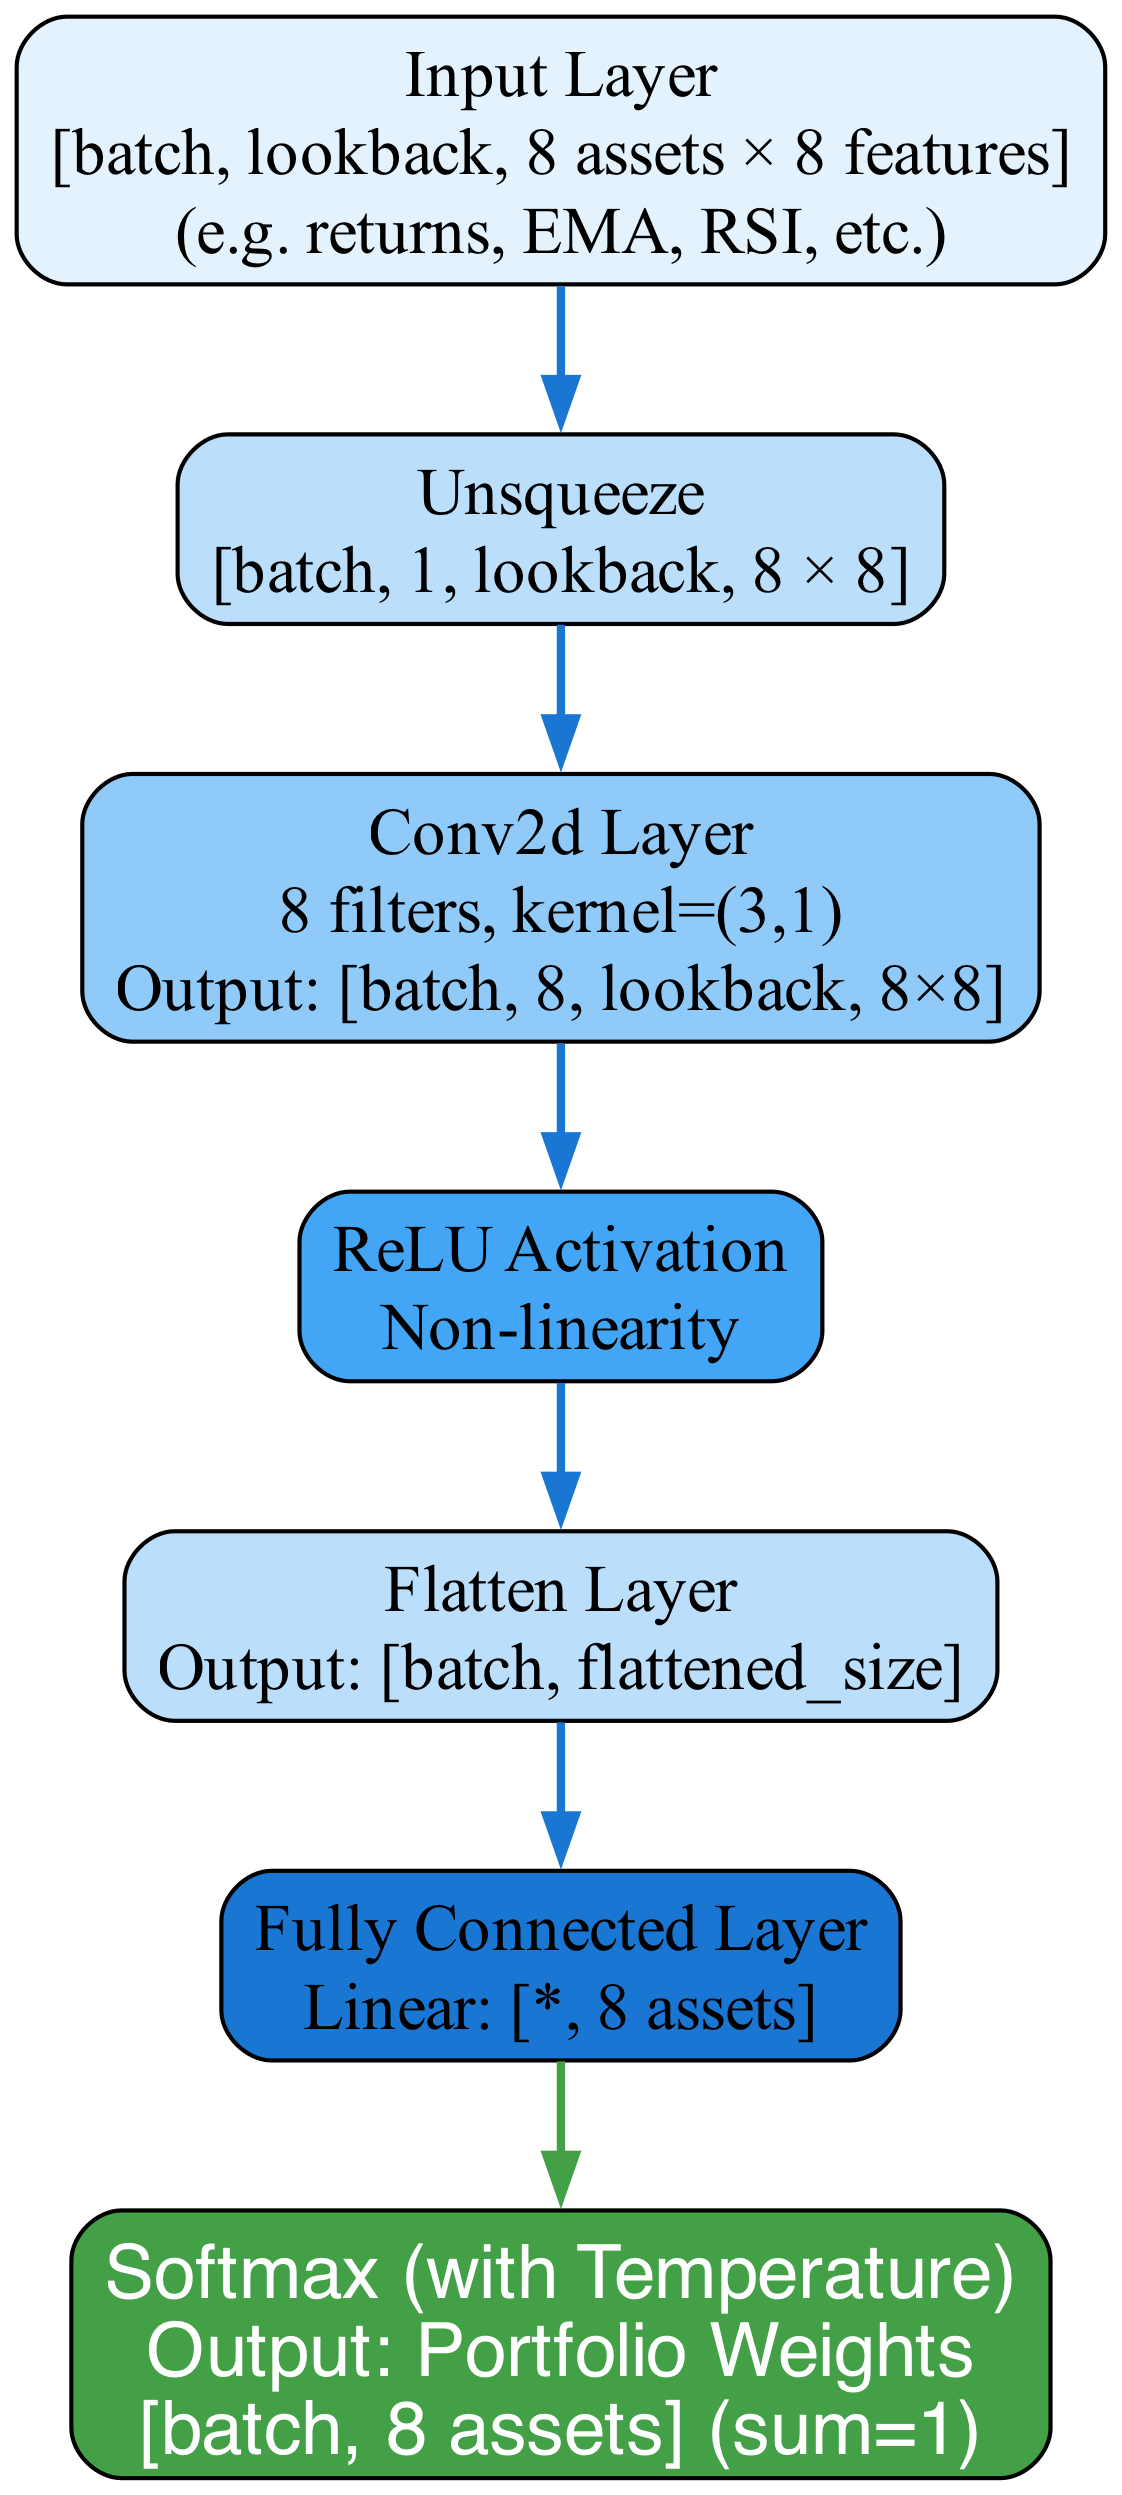 Input Layer
[batch, lookback, 8 assets × 8 features]
(e.g. returns, EMA, RSI, etc.)
Unsqueeze
[batch, 1, lookback, 8 × 8]
Conv2d Layer
8 filters, kernel=(3,1)
Output: [batch, 8, lookback, 8×8]
ReLU Activation
Non-linearity
Flatten Layer
Output: [batch, flattened_size]
Fully Connected Layer
Linear: [*, 8 assets]
Softmax (with Temperature)
Output: Portfolio Weights
[batch, 8 assets] (sum=1)